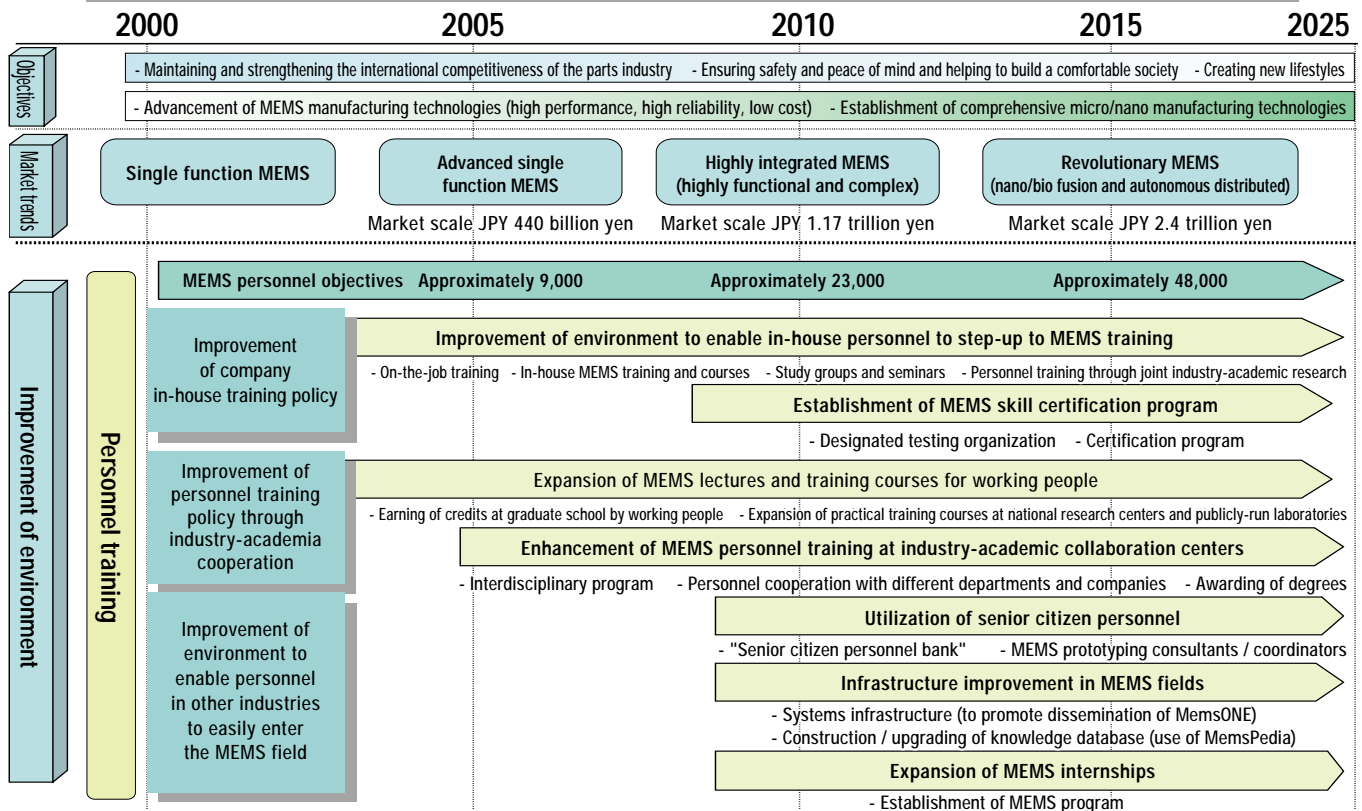 2000 2005 2010 2015 2025
Objectives
- Maintaining and strengthening the international competitiveness of the parts industry - Ensuring safety and peace of mind and helping to build a comfortable society - Creating new lifestyles
- Advancement of MEMS manufacturing technologies (high performance, high reliability, low cost) - Establishment of comprehensive micro/nano manufacturing technologies
Market trends
Single function MEMS
Advanced single
function MEMS
Market scale JPY 440 billion yen
Highly integrated MEMS
(highly functional and complex)
Market scale JPY 1.17 trillion yen
Revolutionary MEMS
(nano/bio fusion and autonomous distributed)
Market scale JPY 2.4 trillion yen
Improvement of environment
Personnel training
MEMS personnel objectives Approximately 9,000 Approximately 23,000 Approximately 48,000
Improvement
of company
in-house training policy
Improvement of environment to enable in-house personnel to step-up to MEMS training
- On-the-job training - In-house MEMS training and courses - Study groups and seminars - Personnel training through joint industry-academic research
Establishment of MEMS skill certification program
- Designated testing organization - Certification program
Improvement of
personnel training
policy through
industry-academia
cooperation
Expansion of MEMS lectures and training courses for working people
- Earning of credits at graduate school by working people - Expansion of practical training courses at national research centers and publicly-run laboratories
Enhancement of MEMS personnel training at industry-academic collaboration centers
- Interdisciplinary program - Personnel cooperation with different departments and companies - Awarding of degrees
Improvement of
environment to
enable personnel
in other industries
to easily enter
the MEMS field
Utilization of senior citizen personnel
- "Senior citizen personnel bank" - MEMS prototyping consultants / coordinators
Infrastructure improvement in MEMS fields
- Systems infrastructure (to promote dissemination of MemsONE)
- Construction / upgrading of knowledge database (use of MemsPedia)
Expansion of MEMS internships
- Establishment of MEMS program